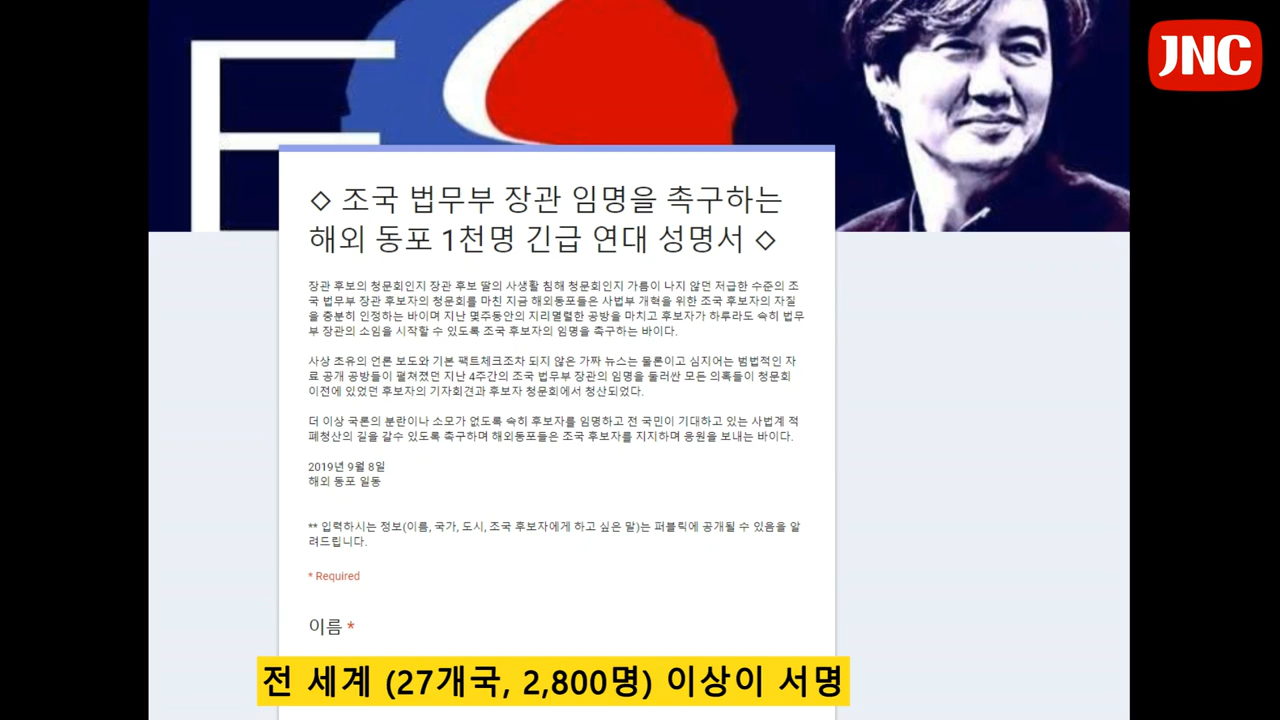 JNC
◇ 조국 법무부 장관 임명을 촉구하는
해외 동포 1천명 긴급 연대 성명서 ◇
장관 후보의 청문회인지 장관 후보 딸의 사생활 침해 청문회인지 가름이 나지 않던 저급한 수준의 조
국 법무부 장관 후보자의 청문회를 마친 지금 해외동포들은 사법부 개혁을 위한 조국 후보자의 자질
을 충분히 인정하는 바이며 지난 몇주동안의 지리멸렬한 공방을 마치고 후보자가 하루라도 속히 법무
부 장관의 소임을 시작할 수 있도록 조국 후보자의 임명을 촉구하는 바이다.
사상 초유의 언론 보도와 기본 팩트체크조차 되지 않은 가짜 뉴스는 물론이고 심지어는 범법적인 자
료 공개 공방들이 펼쳐졌던 지난 4주간의 조국 법무부 장관의 임명을 둘러싼 모든 의혹들이 청문회
이전에 있었던 후보자의 기자회견과 후보자 청문회에서 청산되었다.
더 이상 국론의 분란이나 소모가 없도록 속히 후보자를 임명하고 전 국민이 기대하고 있는 사법계 적
폐청산의 길을 갈수 있도록 촉구하며 해외동포들은 조국 후보자를 지지하며 응원을 보내는 바이다.
2019년 9월 8일
해외 동포 일동
** 입력하시는 정보(이름, 국가, 도시, 조국 후보자에게 하고 싶은 말)는 퍼블릭에 공개될 수 있음을 알
려드립니다.
* Required
이름 *
전 세계 (27개국, 2,800명) 이상이 서명